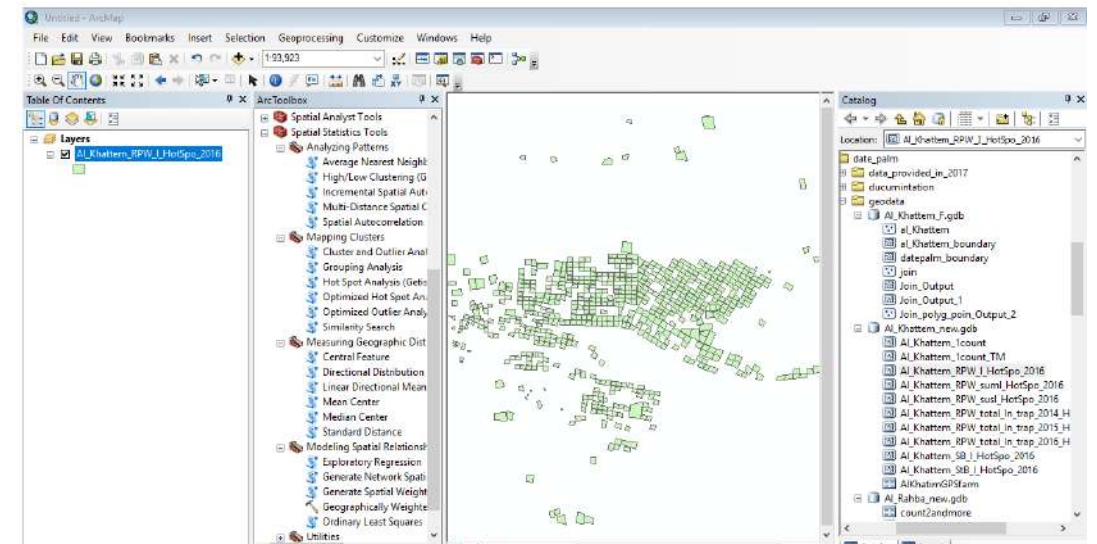 Untitled - ArcMap
File Edit View Bookmarks Insert Selection Geoprocessing Customize Windows Help
1:93,923
Table Of Contents
Layers
Al_Khattem_RPW_I_HotSpo_2016
ArcToolbox
Spatial Analyst Tools
Spatial Statistics Tools
Analyzing Patterns
Average Nearest Neighb
High/Low Clustering (G
Incremental Spatial Aut
Multi-Distance Spatial C
Spatial Autocorrelation
Mapping Clusters
Cluster and Outlier Anal
Grouping Analysis
Hot Spot Analysis (Getis
Optimized Hot Spot An
Optimized Outlier Analy
Similarity Search
Measuring Geographic Dist
Central Feature
Directional Distribution
Linear Directional Mean
Mean Center
Median Center
Standard Distance
Modeling Spatial Relationsh
Exploratory Regression
Generate Network Spati
Generate Spatial Weight
Geographically Weighte
Ordinary Least Squares
Utilities
Catalog
Location: Al_Khattem_RPW_I_HotSpo_2016
date_palm
data_provided_in_2017
ducumintation
geodata
Al_Khattem_F.gdb
al_Khattem
al_Khattem_boundary
datepalm_boundary
join
Join_Output
Join_Output_1
Join_polyg_poin_Output_2
Al_Khattem_new.gdb
Al_Khattem_1count
Al_Khattem_1count_TM
Al_Khattem_RPW_I_HotSpo_2016
Al_Khattem_RPW_sumI_HotSpo_2016
Al_Khattem_RPW_susI_HotSpo_2016
Al_Khattem_RPW_total_In_trap_2014_H
Al_Khattem_RPW_total_In_trap_2015_H
Al_Khattem_RPW_total_In_trap_2016_H
Al_Khattem_SB_I_HotSpo_2016
Al_Khattem_StB_I_HotSpo_2016
AlKhatimGPSfarm
Al_Rahba_new.gdb
count2andmore